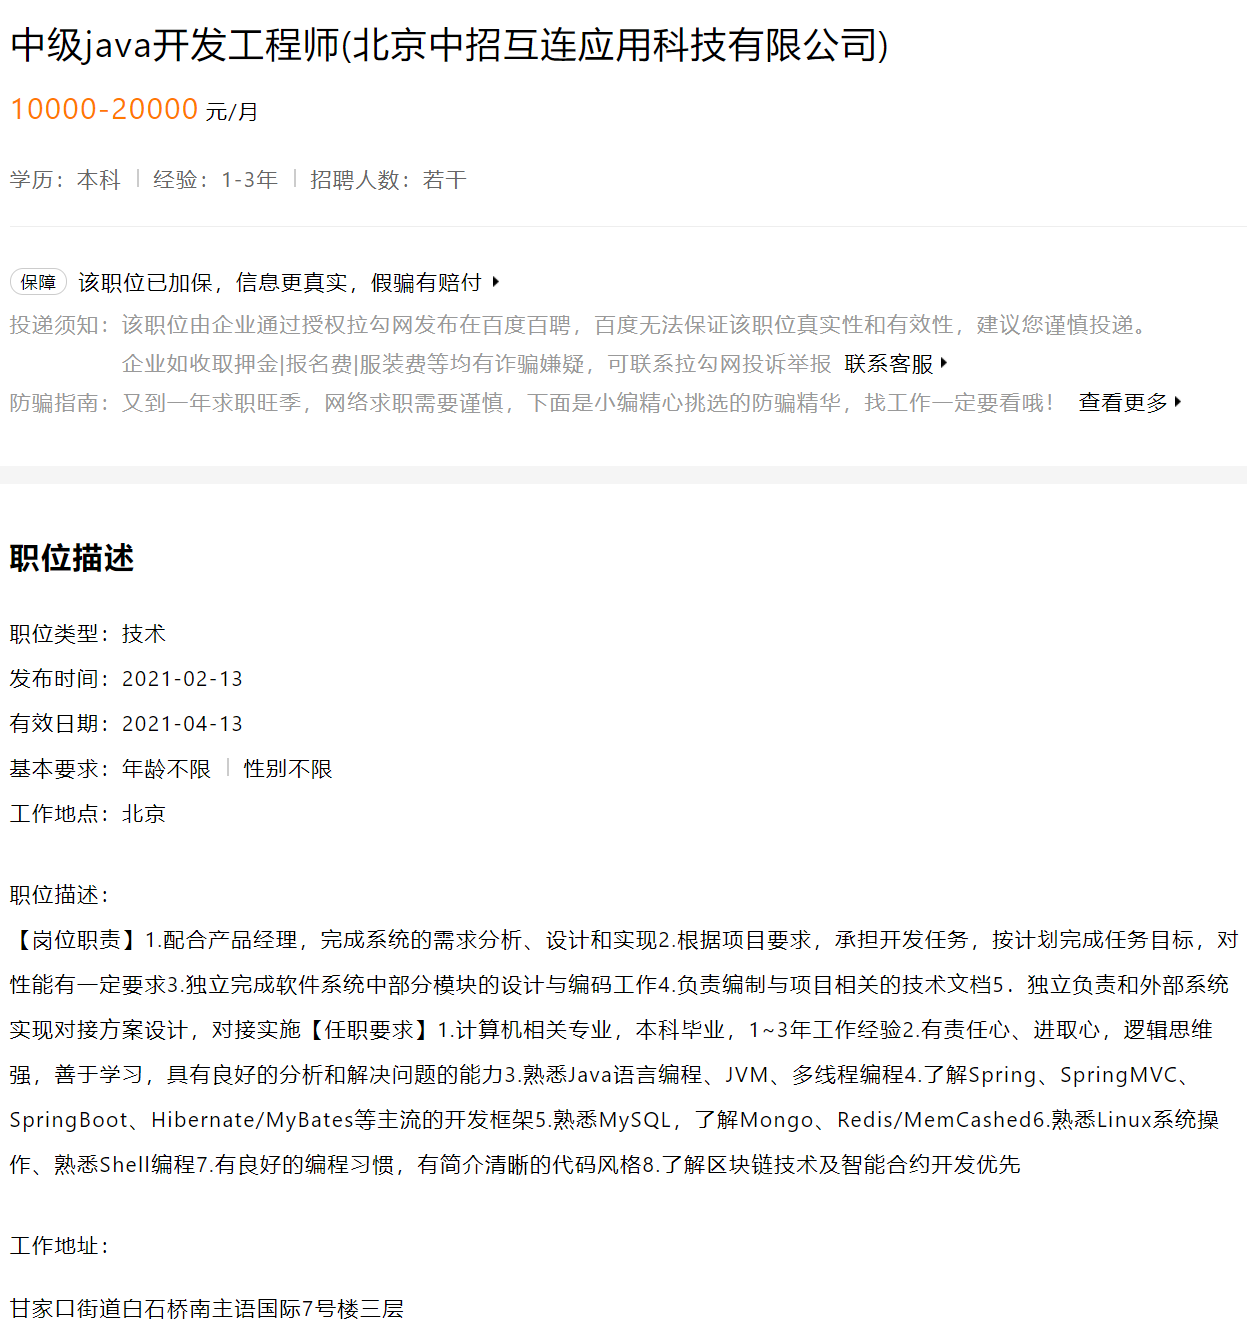 中级java开发工程师(北京中招互连应用科技有限公司)
10000-20000 元/月
学历：本科 | 经验：1-3年 | 招聘人数：若干
保障 该职位已加保，信息更真实，假骗有赔付
投递须知：该职位由企业通过授权拉勾网发布在百度百聘，百度无法保证该职位真实性和有效性，建议您谨慎投递。
企业如收取押金|报名费|服装费等均有诈骗嫌疑，可联系拉勾网投诉举报 联系客服
防骗指南：又到一年求职旺季，网络求职需要谨慎，下面是小编精心挑选的防骗精华，找工作一定要看哦！ 查看更多
职位描述
职位类型：技术
发布时间：2021-02-13
有效日期：2021-04-13
基本要求：年龄不限 | 性别不限
工作地点：北京
职位描述：
【岗位职责】1.配合产品经理，完成系统的需求分析、设计和实现2.根据项目要求，承担开发任务，按计划完成任务目标，对
性能有一定要求3.独立完成软件系统中部分模块的设计与编码工作4.负责编制与项目相关的技术文档5．独立负责和外部系统
实现对接方案设计，对接实施【任职要求】1.计算机相关专业，本科毕业，1~3年工作经验2.有责任心、进取心，逻辑思维
强，善于学习，具有良好的分析和解决问题的能力3.熟悉Java语言编程、JVM、多线程编程4.了解Spring、SpringMVC、
SpringBoot、Hibernate/MyBates等主流的开发框架5.熟悉MySQL，了解Mongo、Redis/MemCashed6.熟悉Linux系统操
作、熟悉Shell编程7.有良好的编程习惯，有简介清晰的代码风格8.了解区块链技术及智能合约开发优先
工作地址：
甘家口街道白石桥南主语国际7号楼三层